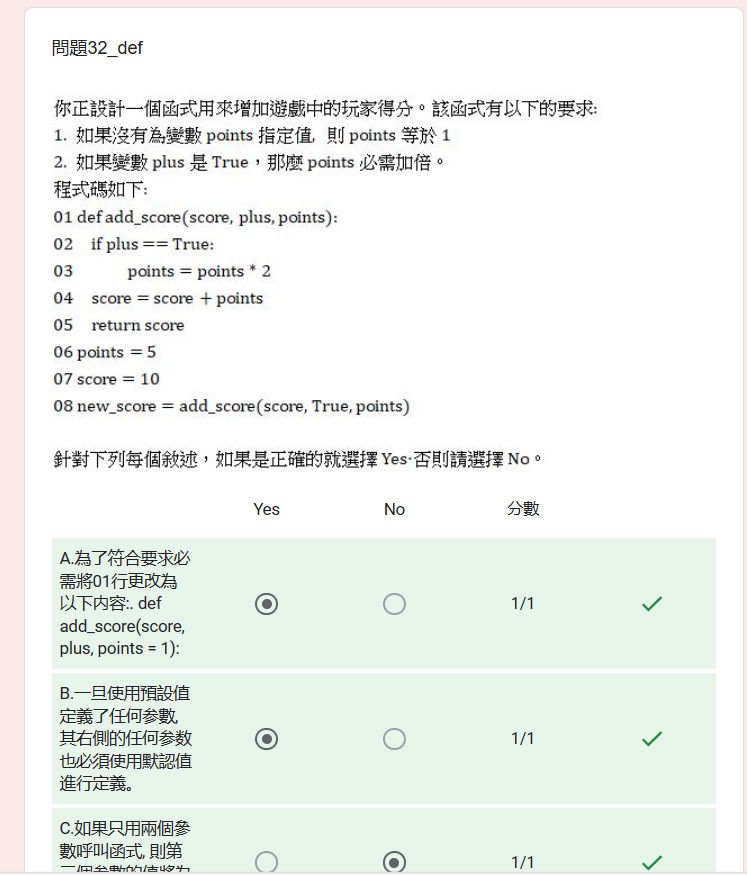 問題32_def
你正設計一個函式用來增加遊戲中的玩家得分。該函式有以下的要求:
1. 如果沒有為變數 points 指定值, 則 points 等於 1
2. 如果變數 plus 是 True，那麼 points 必需加倍。
程式碼如下:
01 def add_score(score, plus, points):
02 if plus == True:
03 points = points * 2
04 score = score + points
05 return score
06 points = 5
07 score = 10
08 new_score = add_score(score, True, points)
針對下列每個敘述，如果是正確的就選擇 Yes·否則請選擇 No。
Yes No 分數
A.為了符合要求必
需將01行更改為
以下内容:. def
add_score(score,
plus, points = 1):
1/1
B.一旦使用預設值
定義了任何參數,
其右側的任何参数
也必須使用默認值
進行定義。
1/1
C.如果只用兩個參
數呼叫函式, 則第
三個參數的值將為
1/1